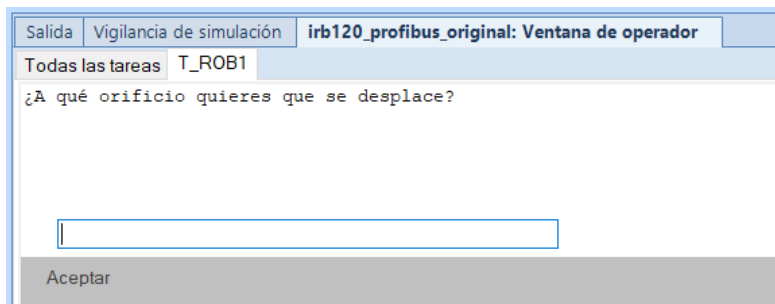 Salida Vigilancia de simulación irb120_profibus_original: Ventana de operador
Todas las tareas T_ROB1
¿A qué orificio quieres que se desplace?
Aceptar